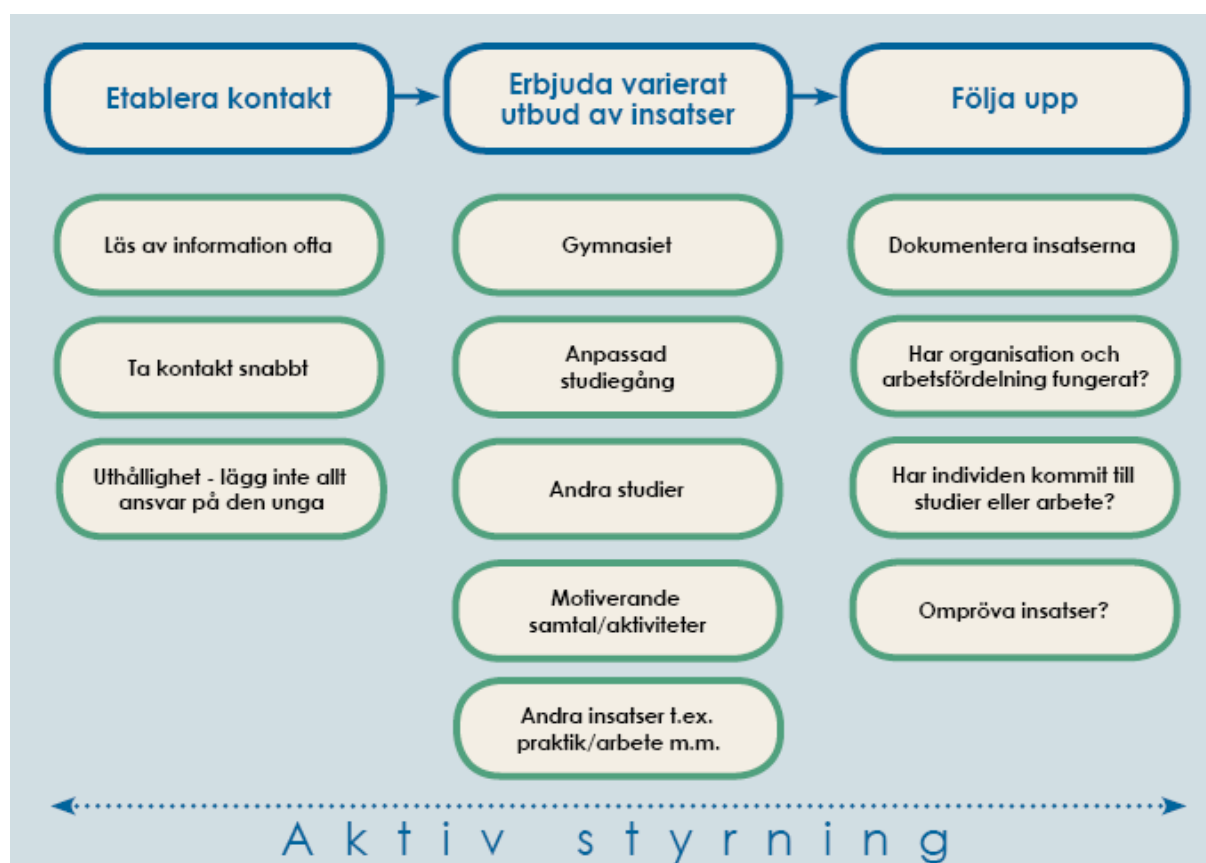 Etablera kontakt
Erbjuda varierat
utbud av insatser
Följa upp
Läs av information ofta
Ta kontakt snabbt
Uthållighet - lägg inte allt
ansvar på den unga
Gymnasiet
Anpassad
studiegång
Andra studier
Motiverande
samtal/aktiviteter
Andra insatser t.ex.
praktik/arbete m.m.
Dokumentera insatserna
Har organisation och
arbetsfördelning fungerat?
Har individen kommit till
studier eller arbete?
Ompröva insatser?
Aktiv styrning